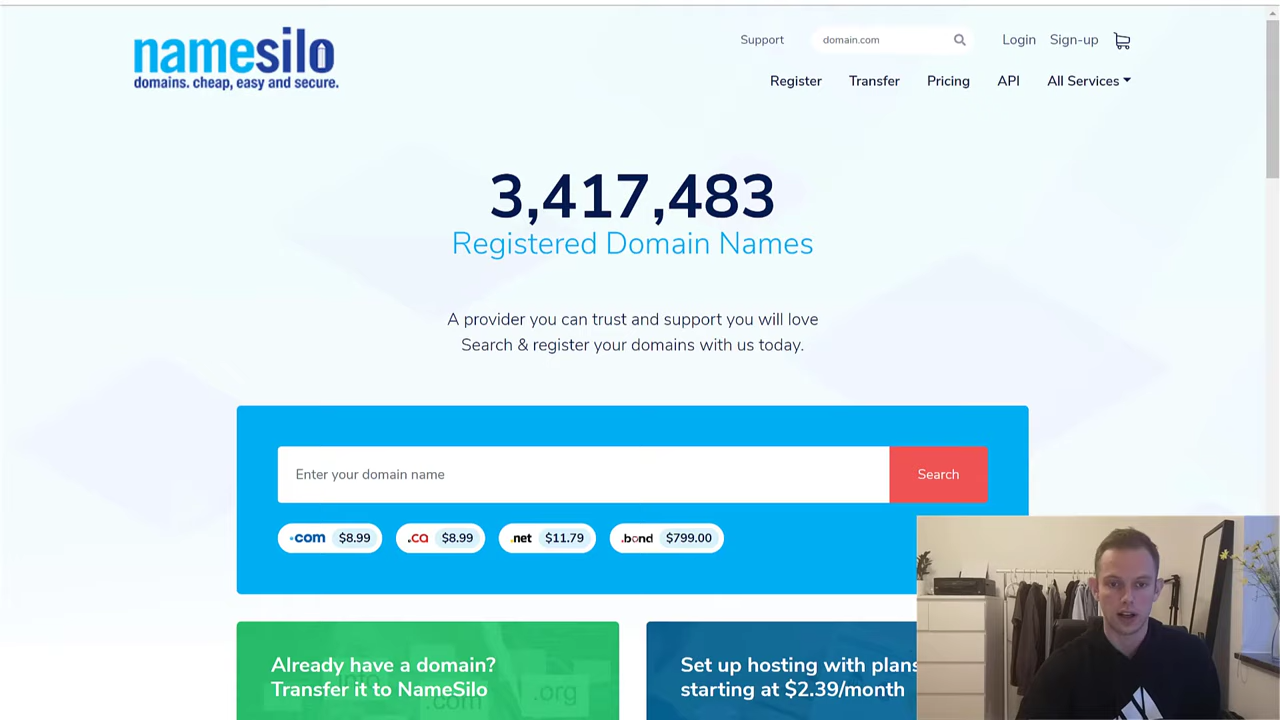 namesilo
domains. cheap, easy and secure.
Support
domain.com
Login
Sign-up
Register
Transfer
Pricing
API
All Services
3,417,483
Registered Domain Names
A provider you can trust and support you will love
Search & register your domains with us today.
Enter your domain name
Search
.com $8.99
.ca $8.99
.net $11.79
.bond $799.00
Already have a domain?
Transfer it to NameSilo
.com
.org
Set up hosting with plans
starting at $2.39/month